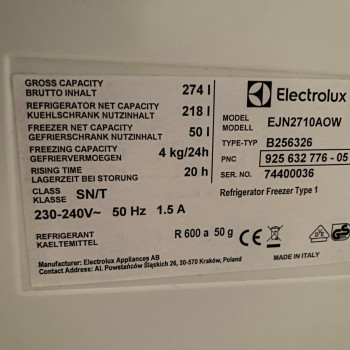 GROSS CAPACITY
BRUTTO INHALT 274 l
REFRIGERATOR NET CAPACITY
KUEHLSCHRANK NUTZINHALT 218 l
FREEZER NET CAPACITY
GEFRIERSCHRANK NUTZINHALT 50 l
FREEZING CAPACITY
GEFRIERVERMOEGEN 4 kg/24h
RISING TIME
LAGERZEIT BEI STORUNG 20 h
CLASS
KLASSE SN/T
230-240V~ 50 Hz 1.5 A
REFRIGERANT
KAELTEMITTEL R 600 a 50 g
Manufacturer: Electrolux Appliances AB
Contact Address: Al. Powstańców Śląskich 26, 30-570 Kraków, Poland
Electrolux
MODEL
MODELL EJN2710AOW
TYPE-TYP B256326
PNC 925 632 776 - 05
SER. NO. 74400036
Refrigerator Freezer Type 1
CE
MADE IN ITALY